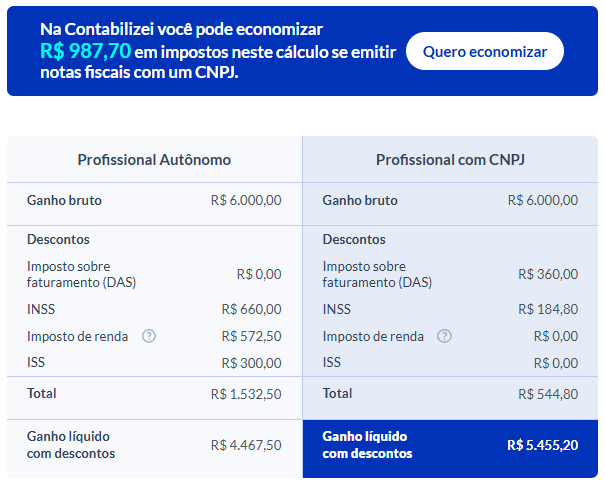 Na Contabilizei você pode economizar
R$ 987,70 em impostos neste cálculo se emitir
notas fiscais com um CNPJ.
Quero economizar
Profissional Autônomo
Ganho bruto R$ 6.000,00
Descontos
Imposto sobre
faturamento (DAS) R$ 0,00
INSS R$ 660,00
Imposto de renda ? R$ 572,50
ISS R$ 300,00
Total R$ 1.532,50
Ganho líquido
com descontos R$ 4.467,50
Profissional com CNPJ
Ganho bruto R$ 6.000,00
Descontos
Imposto sobre
faturamento (DAS) R$ 360,00
INSS R$ 184,80
Imposto de renda ? R$ 0,00
ISS R$ 0,00
Total R$ 544,80
Ganho líquido
com descontos R$ 5.455,20